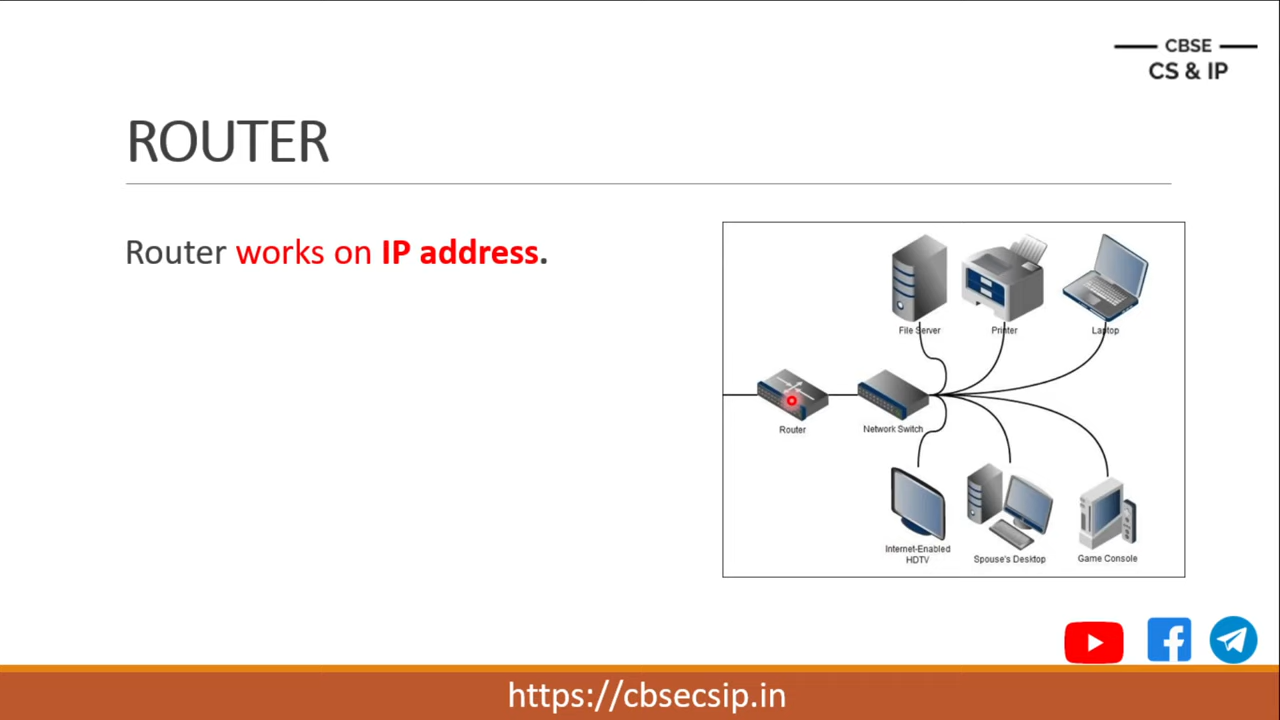 CBSE
CS & IP
ROUTER
Router works on IP address.
File Server
Printer
Laptop
Router
Network Switch
Internet-Enabled
HDTV
Spouse's Desktop
Game Console
https://cbsecsip.in